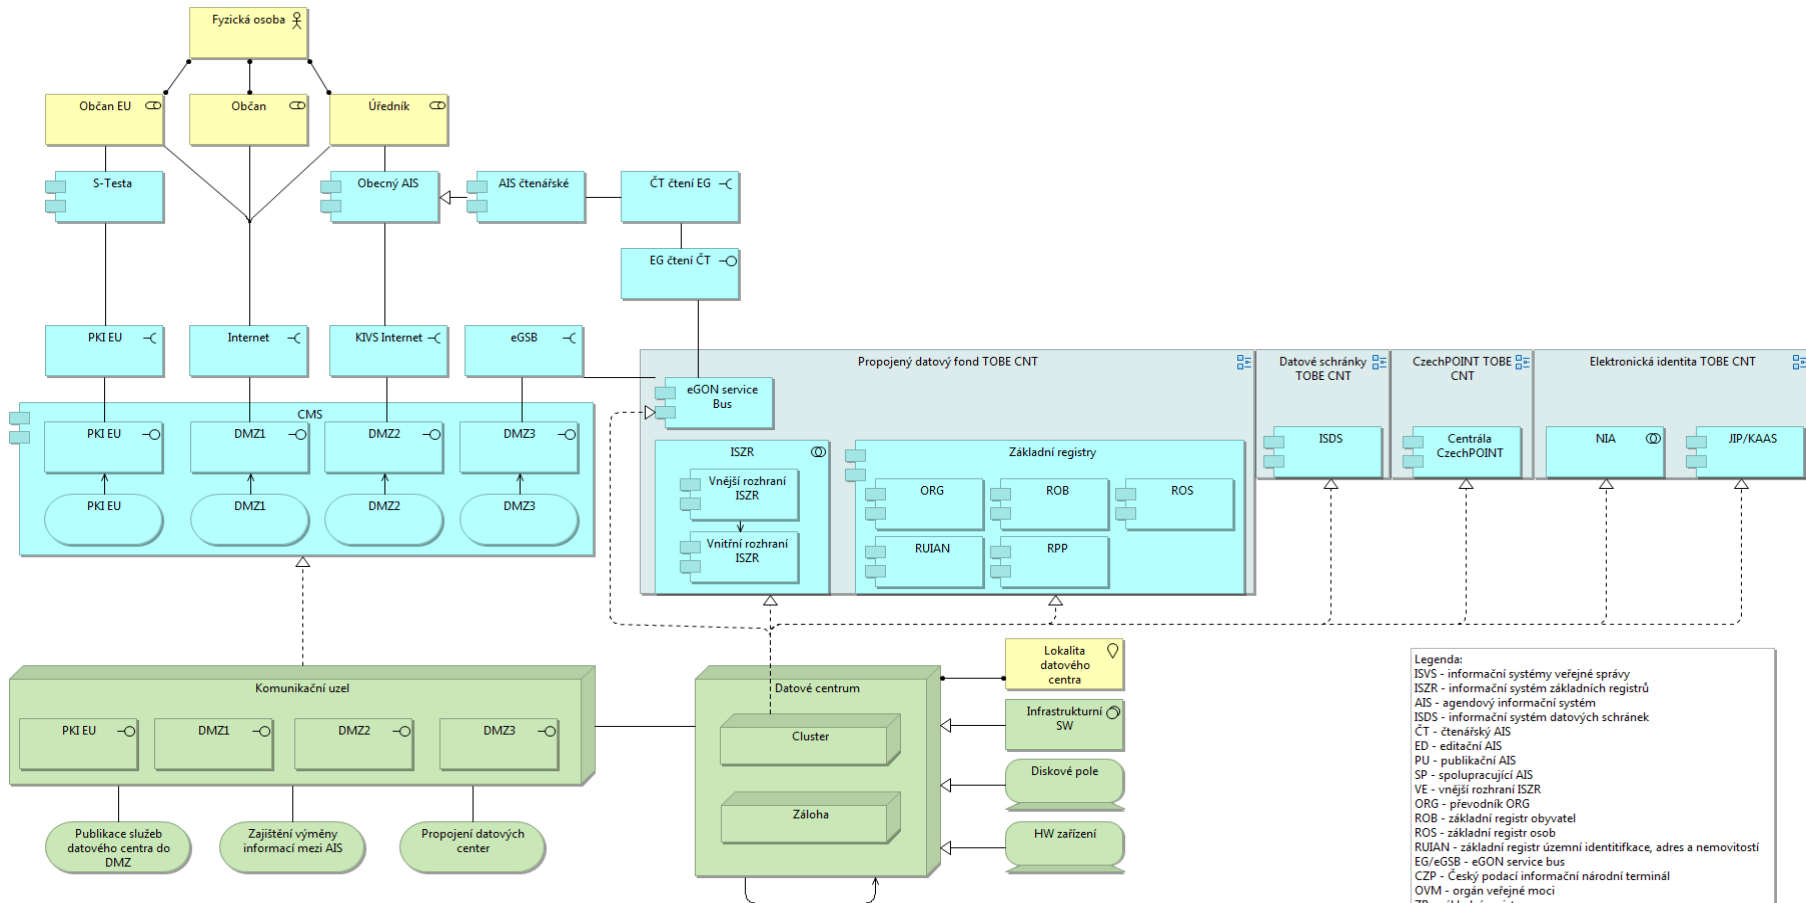 Fyzická osoba
Občan EU
Občan
Úředník
S-Testa
Obecný AIS
AIS čtenářské
ČT čtení EG
EG čtení ČT
PKI EU
Internet
KIVS Internet
eGSB
CMS
PKI EU
DMZ1
DMZ2
DMZ3
PKI EU
DMZ1
DMZ2
DMZ3
Propojený datový fond TOBE CNT
eGON service
Bus
ISZR
Vnější rozhraní
ISZR
Vnitřní rozhraní
ISZR
Základní registry
ORG
ROB
ROS
RUIAN
RPP
Datové schránky
TOBE CNT
ISDS
CzechPOINT TOBE
CNT
Centrála
CzechPOINT
Elektronická identita TOBE CNT
NIA
JIP/KAAS
Komunikační uzel
PKI EU
DMZ1
DMZ2
DMZ3
Publikace služeb
datového centra do
DMZ
Zajištění výměny
informací mezi AIS
Propojení datových
center
Datové centrum
Cluster
Záloha
Lokalita
datového
centra
Infrastrukturní
SW
Diskové pole
HW zařízení
Legenda:
ISVS - informační systémy veřejné správy
ISZR - informační systém základních registrů
AIS - agendový informační systém
ISDS - informační systém datových schránek
ČT - čtenářský AIS
ED - editační AIS
PU - publikační AIS
SP - spolupracující AIS
VE - vnější rozhraní ISZR
ORG - převodník ORG
ROB - základní registr obyvatel
ROS - základní registr osob
RUIAN - základní registr územní identitifkace, adres a nemovitostí
EG/eGSB - eGON service bus
CZP - Český podací informační národní terminál
OVM - orgán veřejné moci